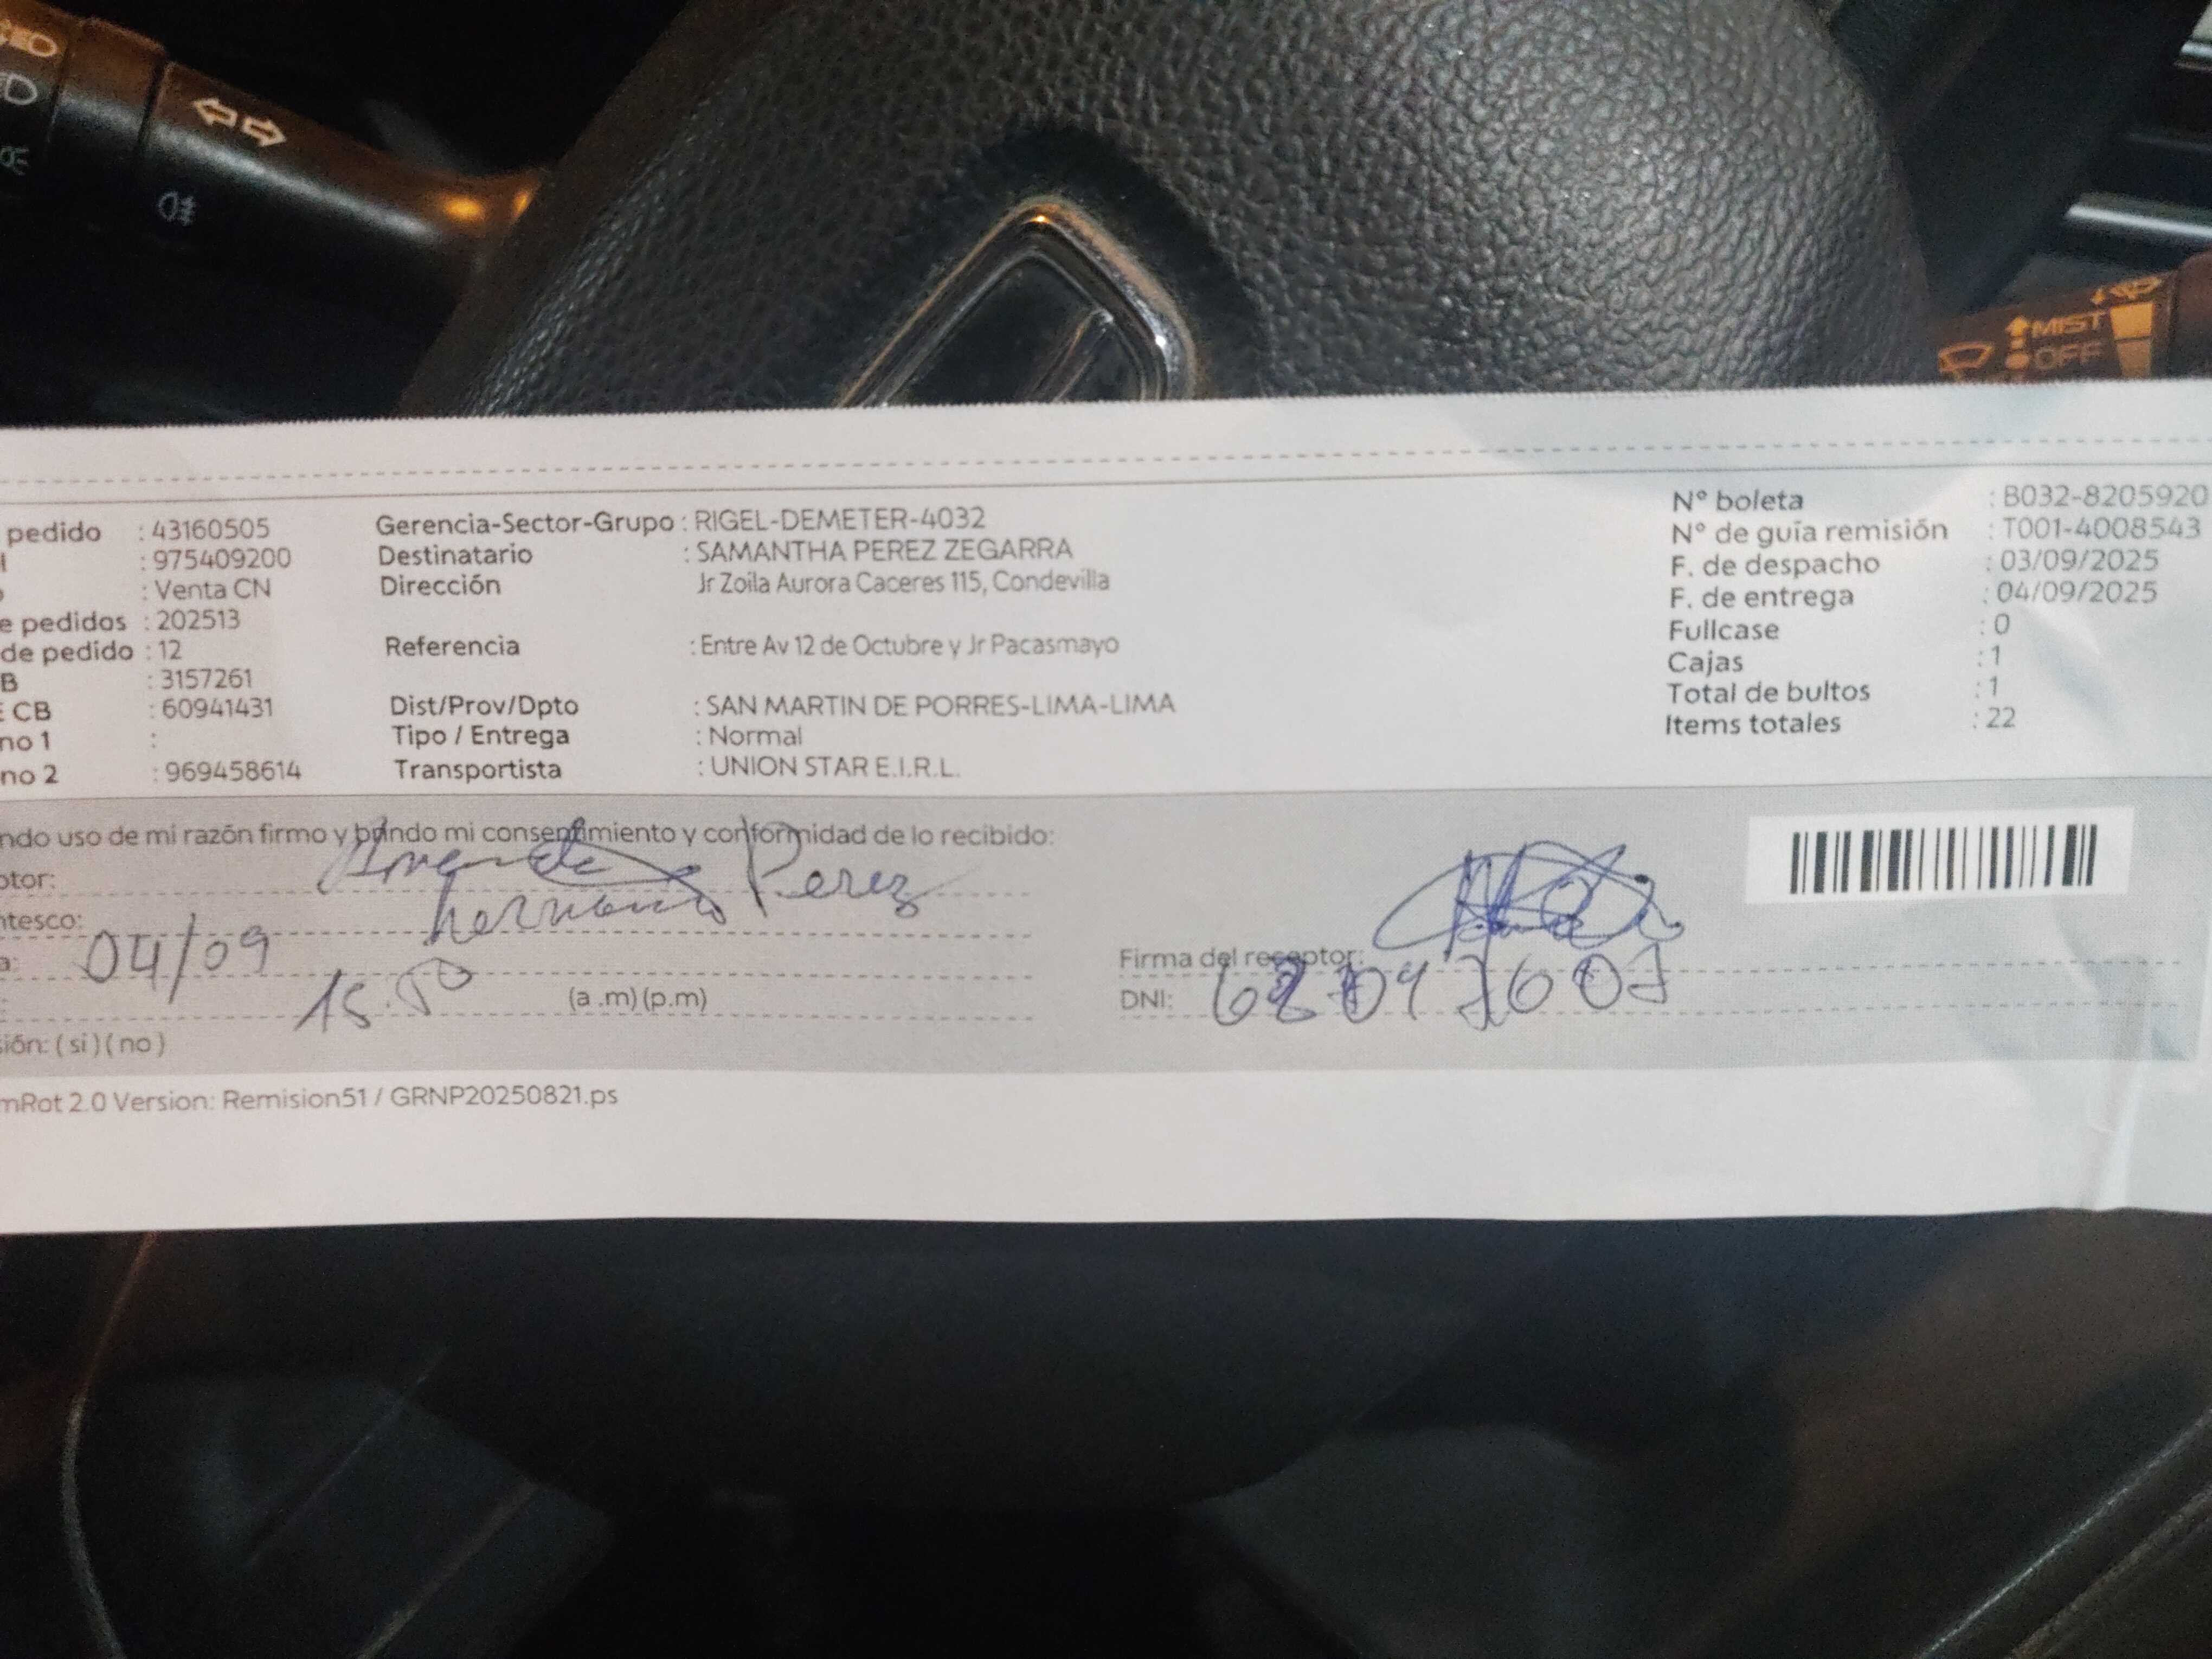 MIST
OFF
pedido : 43160505
: 975409200
: Venta CN
e pedidos : 202513
de pedido : 12
B : 3157261
E CB : 60941431
no 1 :
no 2 : 969458614
Gerencia-Sector-Grupo : RIGEL-DEMETER-4032
Destinatario : SAMANTHA PEREZ ZEGARRA
Dirección Jr Zoila Aurora Caceres 115, Condevilla
Referencia : Entre Av 12 de Octubre y Jr Pacasmayo
Dist/Prov/Dpto : SAN MARTIN DE PORRES-LIMA-LIMA
Tipo / Entrega : Normal
Transportista : UNION STAR E.I.R.L.
N° boleta : B032-8205920
N° de guía remisión : T001-4008543
F. de despacho : 03/09/2025
F. de entrega : 04/09/2025
Fullcase : 0
Cajas : 1
Total de bultos : 1
Items totales : 22
ndo uso de mi razón firmo y brindo mi consentimiento y conformidad de lo recibido:
otor: Perez
ntesco:
a: 04/09
: 15:50 (a .m) (p.m)
sión: ( si ) ( no )
Firma del receptor:
DNI:
mRot 2.0 Version: Remision51 / GRNP20250821.ps